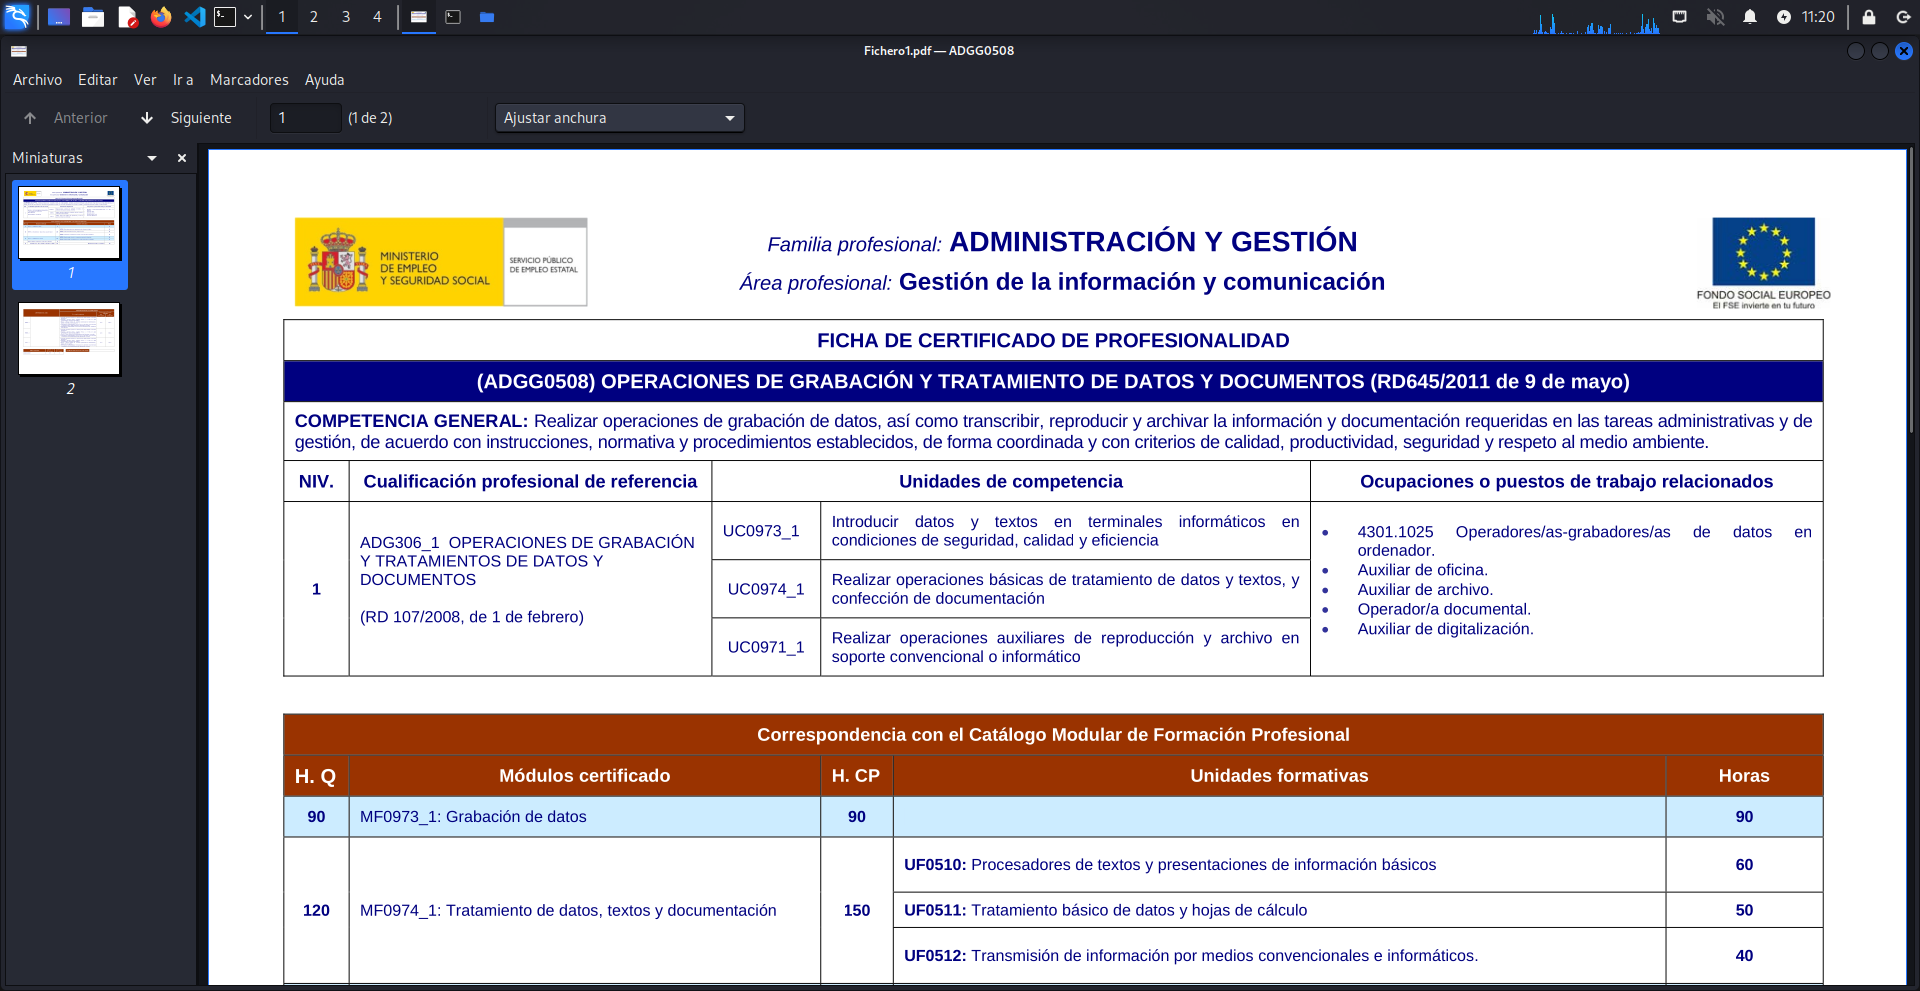 1 2 3 4
11:20
Fichero1.pdf — ADGG0508
Archivo Editar Ver Ir a Marcadores Ayuda
Anterior Siguiente 1 (1 de 2) Ajustar anchura
Miniaturas
1
2
MINISTERIO
DE EMPLEO
Y SEGURIDAD SOCIAL
SERVICIO PÚBLICO
DE EMPLEO ESTATAL
Familia profesional: ADMINISTRACIÓN Y GESTIÓN
Área profesional: Gestión de la información y comunicación
FONDO SOCIAL EUROPEO
El FSE invierte en tu futuro
FICHA DE CERTIFICADO DE PROFESIONALIDAD
(ADGG0508) OPERACIONES DE GRABACIÓN Y TRATAMIENTO DE DATOS Y DOCUMENTOS (RD645/2011 de 9 de mayo)
COMPETENCIA GENERAL: Realizar operaciones de grabación de datos, así como transcribir, reproducir y archivar la información y documentación requeridas en las tareas administrativas y de
gestión, de acuerdo con instrucciones, normativa y procedimientos establecidos, de forma coordinada y con criterios de calidad, productividad, seguridad y respeto al medio ambiente.
NIV. Cualificación profesional de referencia Unidades de competencia Ocupaciones o puestos de trabajo relacionados
1
ADG306_1 OPERACIONES DE GRABACIÓN
Y TRATAMIENTOS DE DATOS Y
DOCUMENTOS
(RD 107/2008, de 1 de febrero)
UC0973_1
Introducir datos y textos en terminales informáticos en
condiciones de seguridad, calidad y eficiencia
UC0974_1
Realizar operaciones básicas de tratamiento de datos y textos, y
confección de documentación
UC0971_1
Realizar operaciones auxiliares de reproducción y archivo en
soporte convencional o informático
• 4301.1025 Operadores/as-grabadores/as de datos en
ordenador.
• Auxiliar de oficina.
• Auxiliar de archivo.
• Operador/a documental.
• Auxiliar de digitalización.
Correspondencia con el Catálogo Modular de Formación Profesional
H. Q Módulos certificado H. CP Unidades formativas Horas
90 MF0973_1: Grabación de datos 90 90
120 MF0974_1: Tratamiento de datos, textos y documentación 150
UF0510: Procesadores de textos y presentaciones de información básicos 60
UF0511: Tratamiento básico de datos y hojas de cálculo 50
UF0512: Transmisión de información por medios convencionales e informáticos. 40